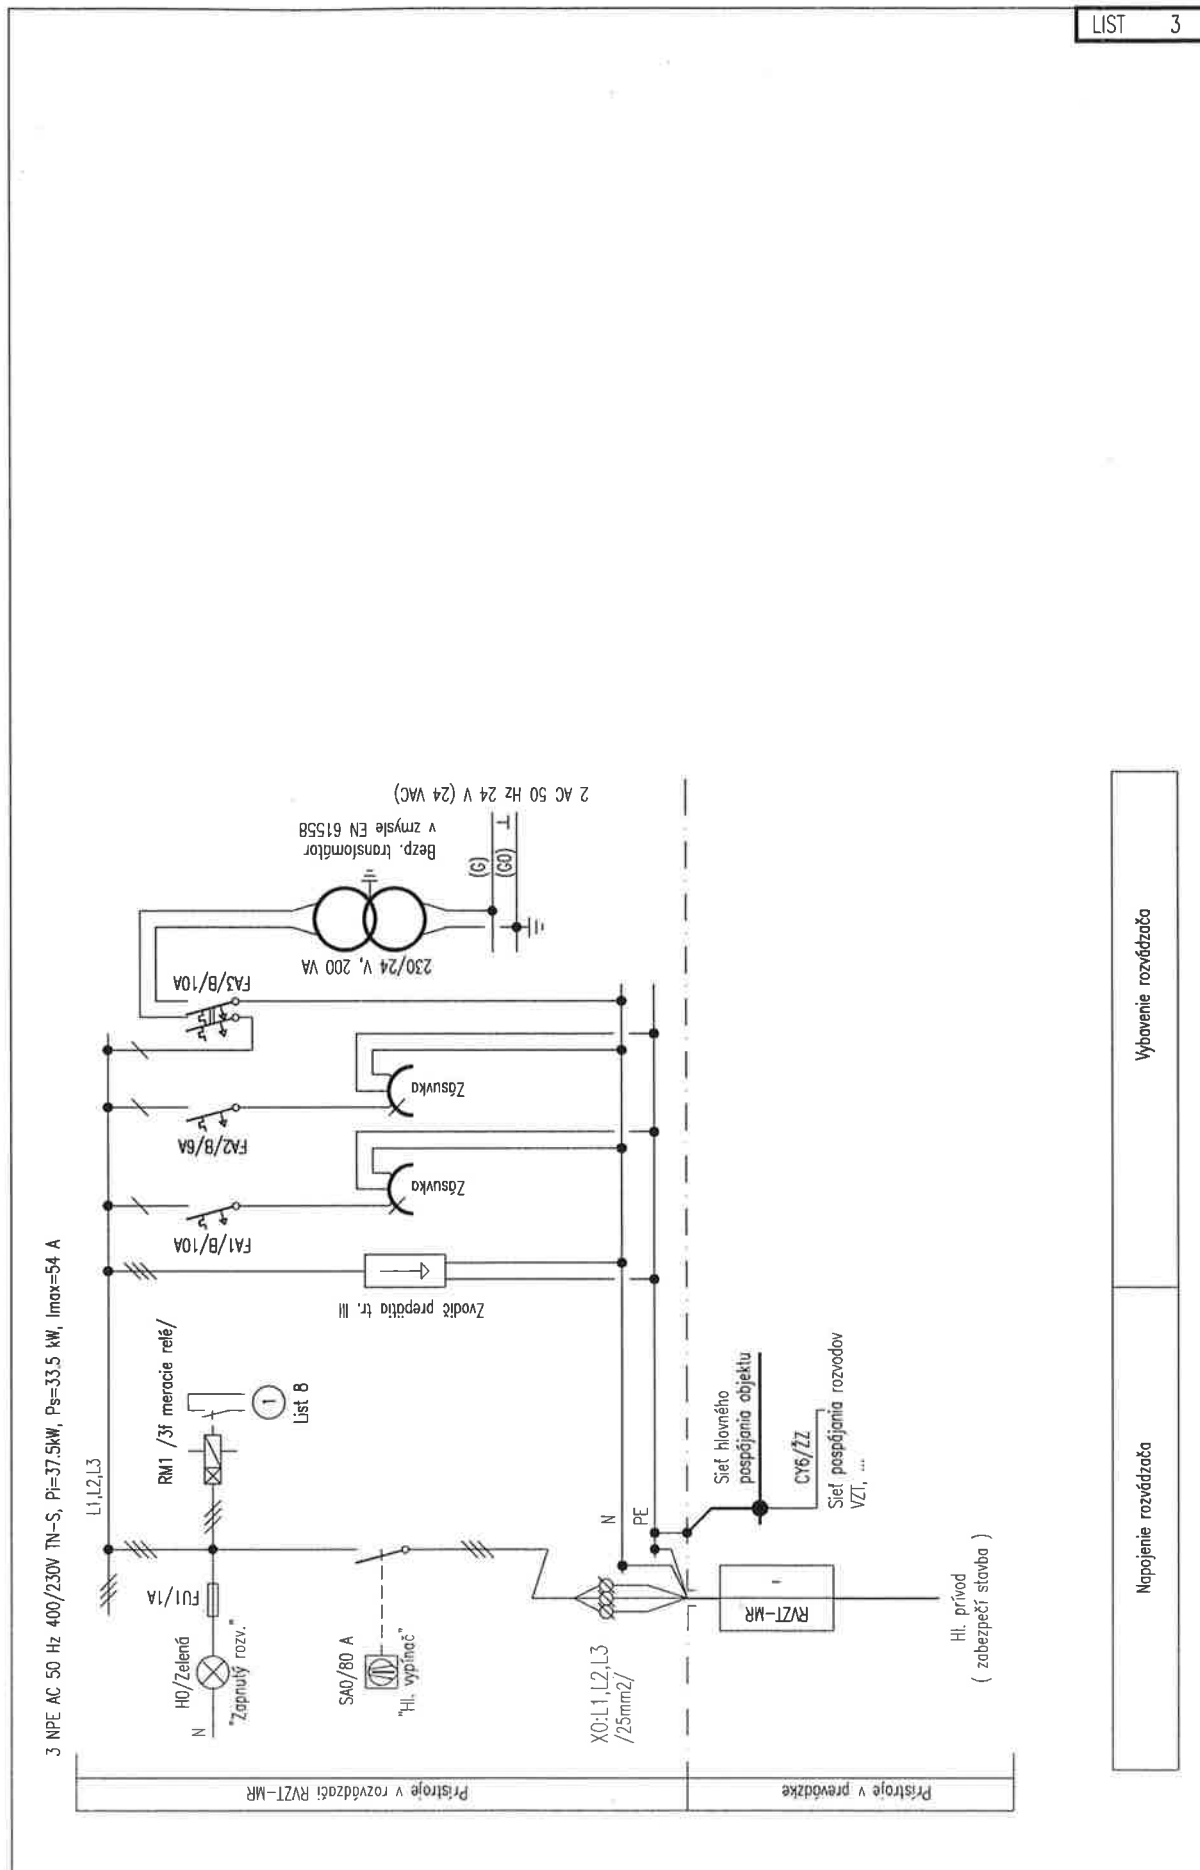 LIST 3
3 NPE AC 50 Hz 400/230V TN-S, Pi=37.5kW, Ps=33.5 kW, Imax=54 A
L1,L2,L3
RM1 /3f meracie relé/
1
List 8
FU1/1A
H0/Zelená
"Zapnutý rozv."
N
SA0/80 A
"Hl. vypínač"
X0:L1,L2,L3
/25mm2/
Zvodič prepätia tr. III
FA1/B/10A
Zásuvka
FA2/B/6A
Zásuvka
FA3/B/10A
230/24 V, 200 VA
Bezp. transfomátor
v zmysle EN 61558
(G)
(G0)
2 AC 50 Hz 24 V (24 VAC)
N
PE
Sieť hlavného
pospájania objektu
CY6/ŽZ
Sieť pospájania rozvodov
VZT, ...
RVZT-MR
Hl. prívod
( zabezpečí stavba )
Prístroje v rozvádzači RVZT-MR
Prístroje v prevádzke
Napojenie rozvádzača
Vybavenie rozvádzača